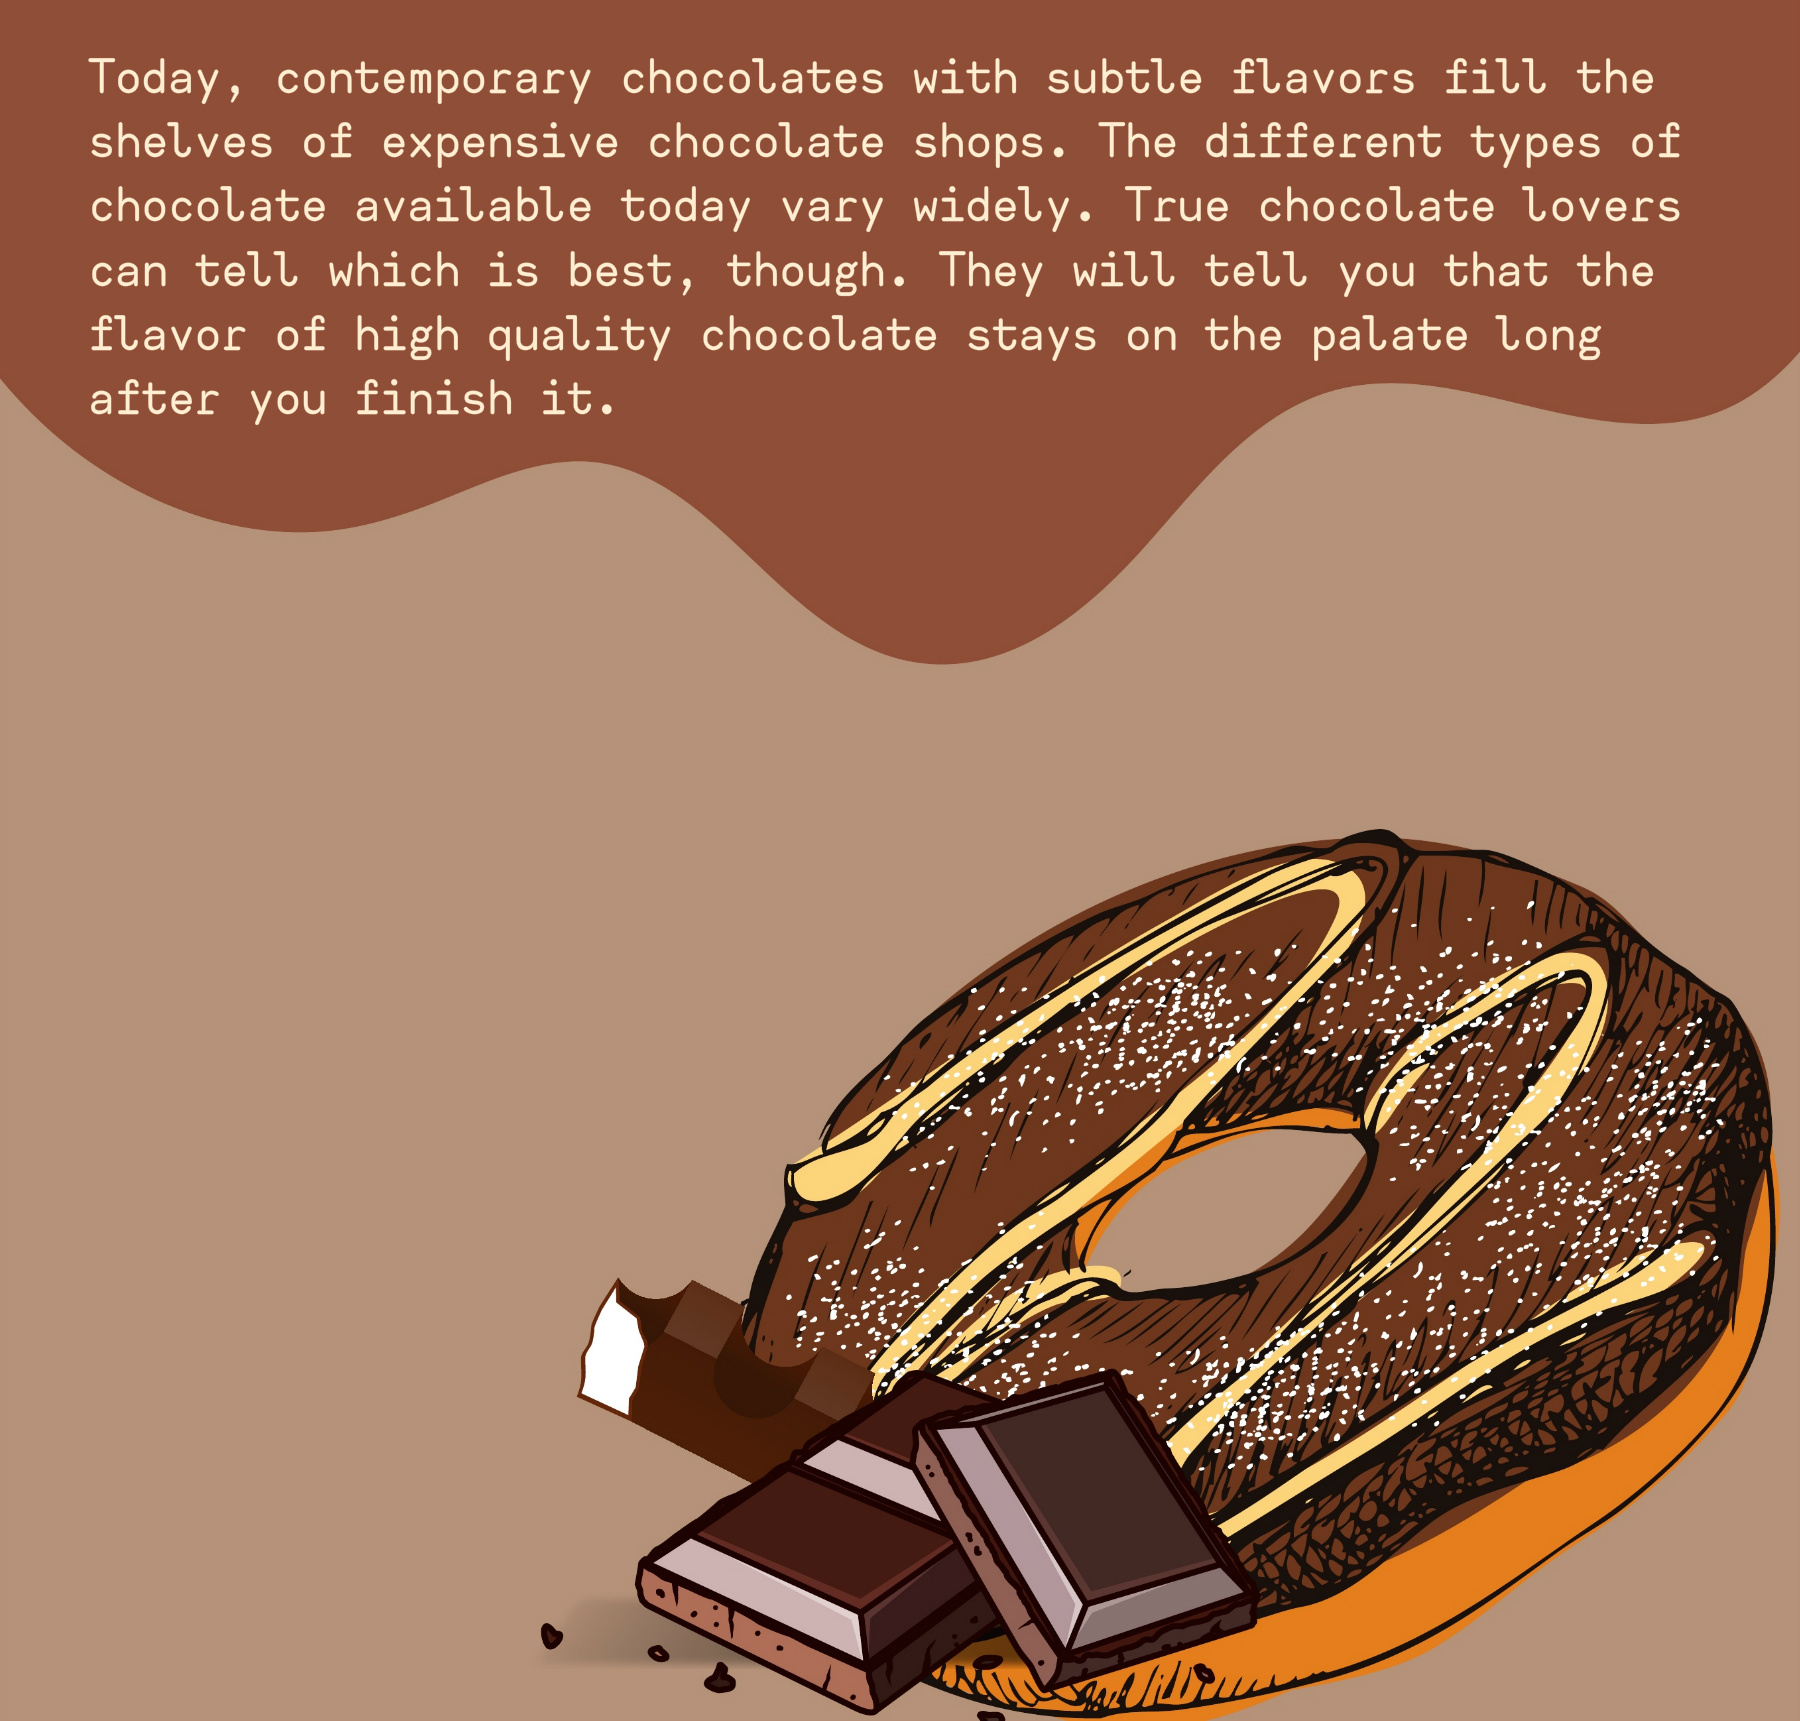 Today, contemporary chocolates with subtle flavors fill the
shelves of expensive chocolate shops. The different types of
chocolate available today vary widely. True chocolate lovers
can tell which is best, though. They will tell you that the
flavor of high quality chocolate stays on the palate long
after you finish it.